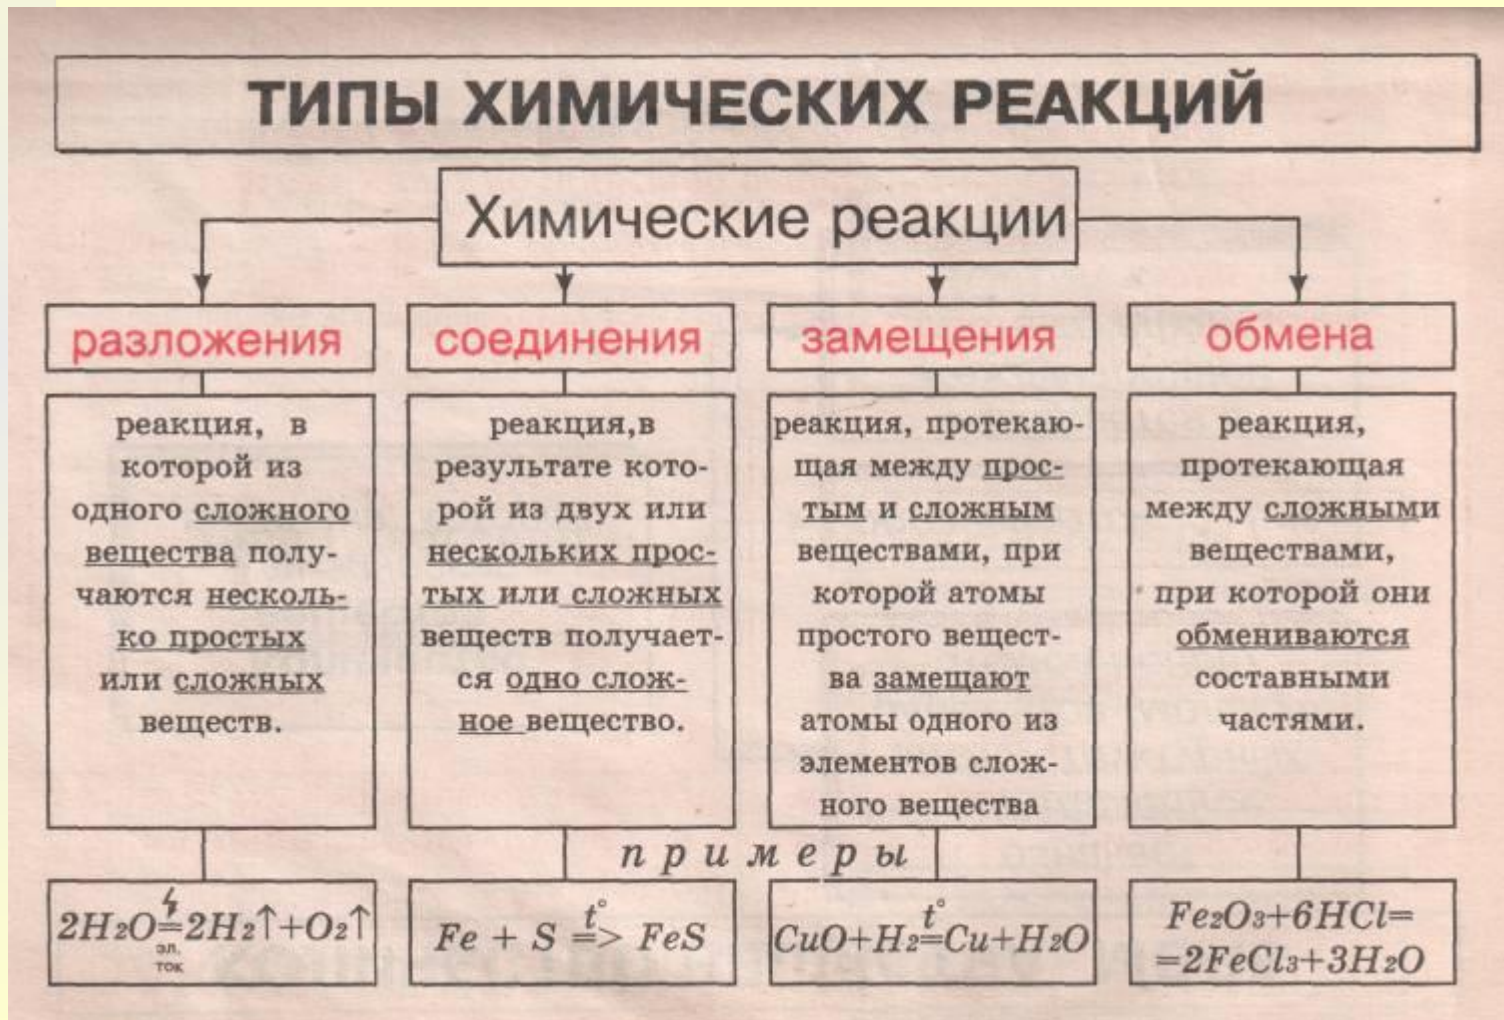 ТИПЫ ХИМИЧЕСКИХ РЕАКЦИЙ
Химические реакции
разложения
реакция, в
которой из
одного сложного
вещества полу-
чаются несколь-
ко простых
или сложных
веществ.
соединения
реакция,в
результате кото-
рой из двух или
нескольких прос-
тых или сложных
веществ получает-
ся одно слож-
ное вещество.
замещения
реакция, протекаю-
щая между прос-
тым и сложным
веществами, при
которой атомы
простого вещест-
ва замещают
атомы одного из
элементов слож-
ного вещества
обмена
реакция,
протекающая
между сложными
веществами,
при которой они
обмениваются
составными
частями.
примеры
2H₂O=2H₂↑+O₂↑
эл.
ток
t°
Fe + S => FeS
t°
CuO+H₂=Cu+H₂O
Fe₂O₃+6HCl=
=2FeCl₃+3H₂O